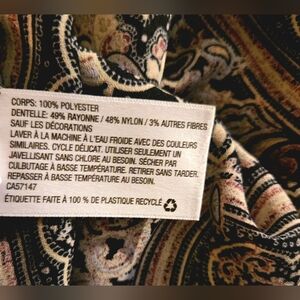 CORPS: 100% POLYESTER
DENTELLE: 49% RAYONNE / 48% NYLON / 3% AUTRES FIBRES
SAUF LES DÉCORATIONS
LAVER À LA MACHINE À L'EAU FROIDE AVEC DES COULEURS
SIMILAIRES. CYCLE DÉLICAT. UTILISER SEULEMENT UN
JAVELLISANT SANS CHLORE AU BESOIN. SÉCHER PAR
CULBUTAGE À BASSE TEMPÉRATURE. RETIRER SANS TARDER.
REPASSER À BASSE TEMPÉRATURE AU BESOIN.
CA57147
ÉTIQUETTE FAITE À 100 % DE PLASTIQUE RECYCLÉ